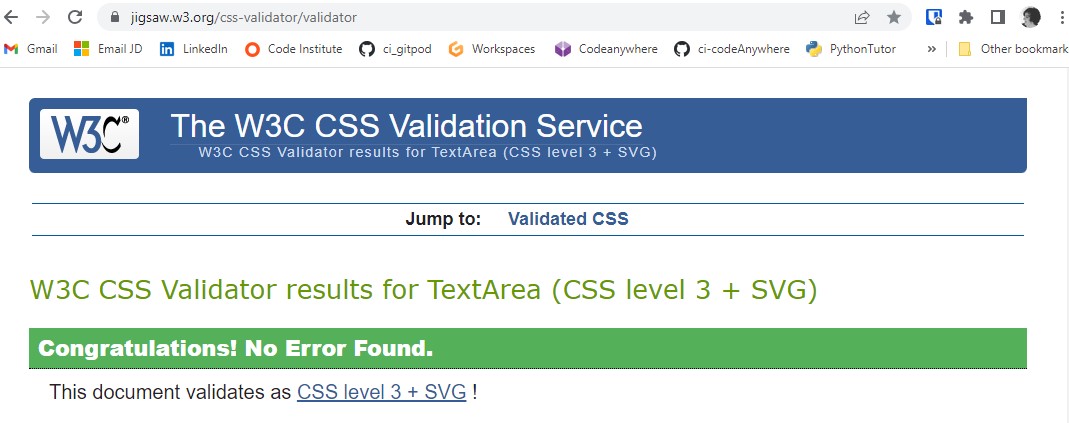 jigsaw.w3.org/css-validator/validator
Gmail Email JD LinkedIn Code Institute ci_gitpod Workspaces Codeanywhere ci-codeAnywhere PythonTutor » Other bookmark
W3C® The W3C CSS Validation Service
W3C CSS Validator results for TextArea (CSS level 3 + SVG)
Jump to: Validated CSS
W3C CSS Validator results for TextArea (CSS level 3 + SVG)
Congratulations! No Error Found.
This document validates as CSS level 3 + SVG !